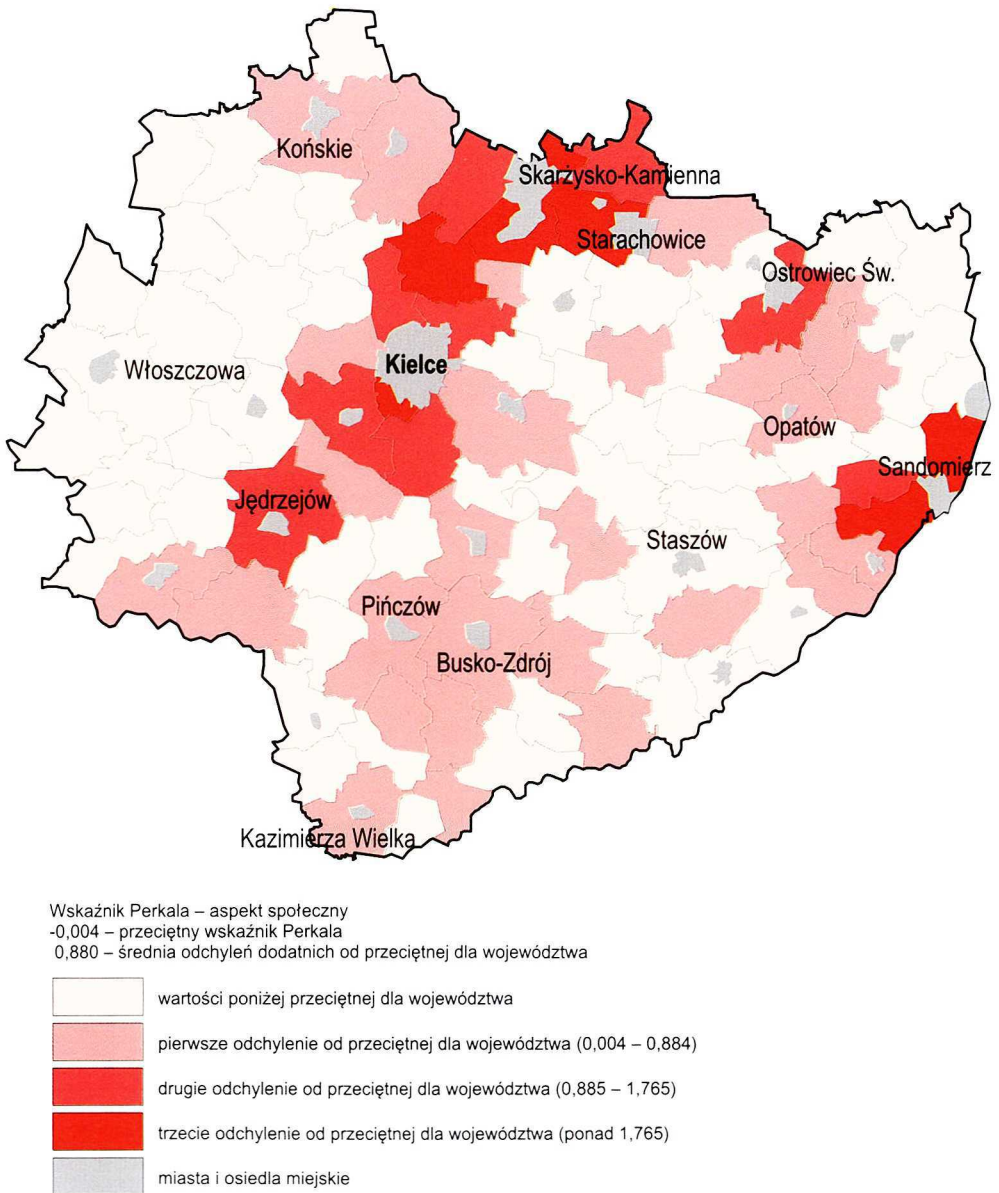 Końskie
Skarżysko-Kamienna
Starachowice
Ostrowiec Św.
Kielce
Włoszczowa
Opatów
Sandomierz
Jędrzejów
Staszów
Pińczów
Busko-Zdrój
Kazimierza Wielka
Wskaźnik Perkala – aspekt społeczny
-0,004 – przeciętny wskaźnik Perkala
0,880 – średnia odchyleń dodatnich od przeciętnej dla województwa
wartości poniżej przeciętnej dla województwa
pierwsze odchylenie od przeciętnej dla województwa (0,004 – 0,884)
drugie odchylenie od przeciętnej dla województwa (0,885 – 1,765)
trzecie odchylenie od przeciętnej dla województwa (ponad 1,765)
miasta i osiedla miejskie